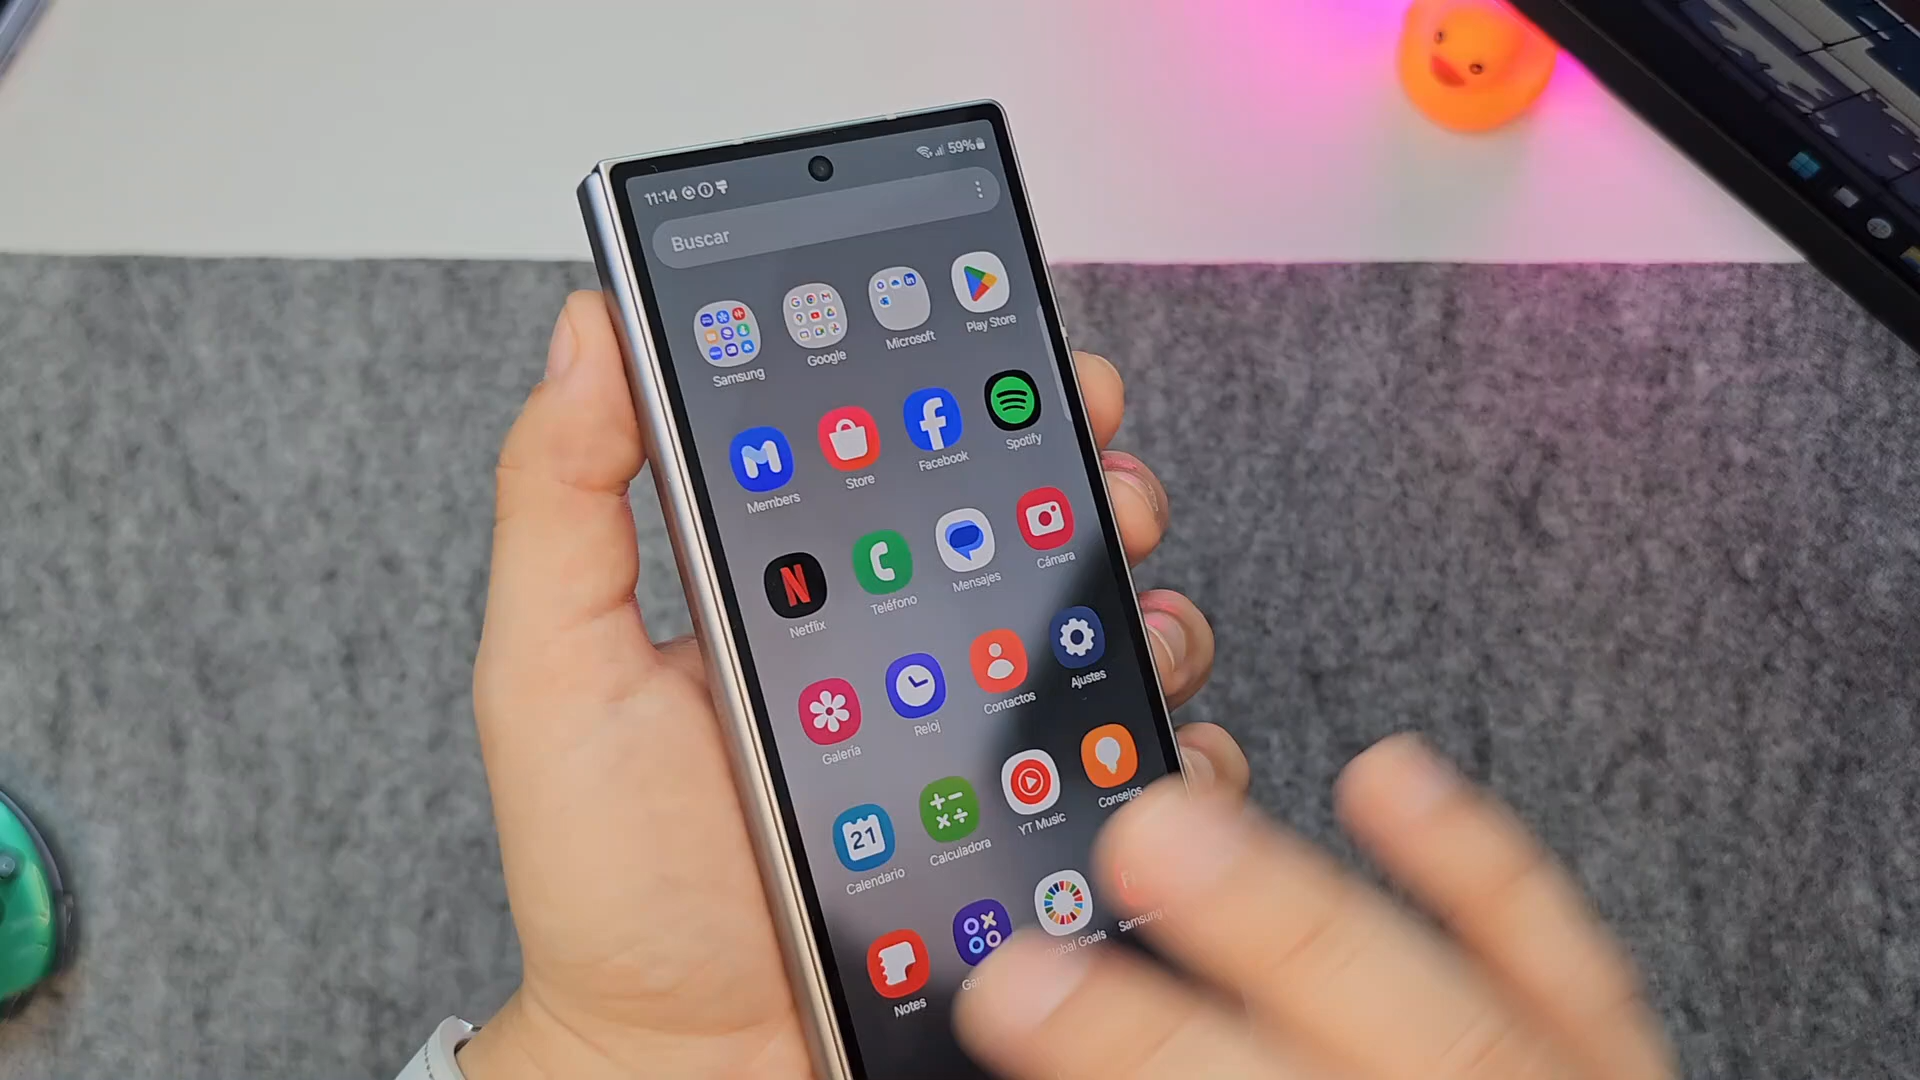 11:14
59%
Buscar
Samsung
Google
Microsoft
Play Store
Members
Store
Facebook
Spotify
Netflix
Teléfono
Mensajes
Cámara
Galería
Reloj
Contactos
Ajustes
21
Calendario
Calculadora
YT Music
Consejos
Notes
Goals
Samsung